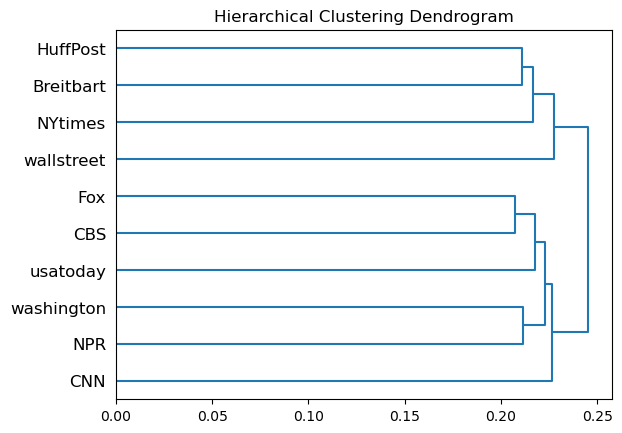 Hierarchical Clustering Dendrogram
HuffPost
Breitbart
NYtimes
wallstreet
Fox
CBS
usatoday
washington
NPR
CNN
0.00 0.05 0.10 0.15 0.20 0.25